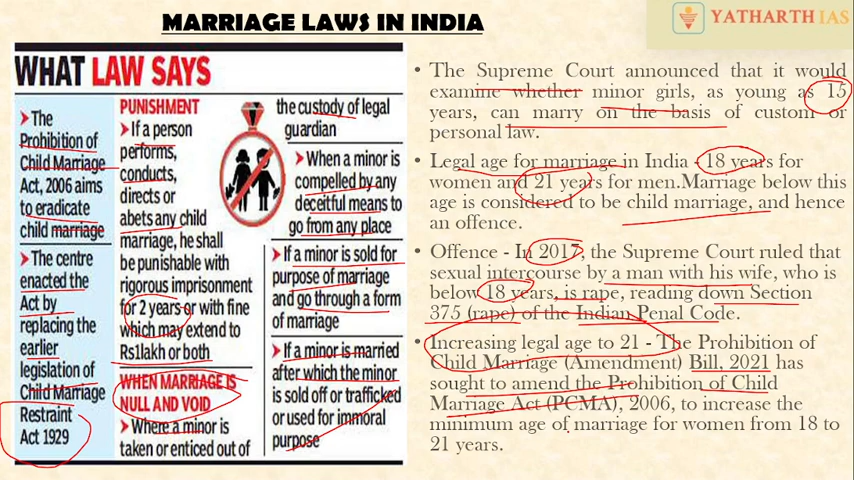 MARRIAGE LAWS IN INDIA
YATHARTH IAS
WHAT LAW SAYS
The
Prohibition of
Child Marriage
Act, 2006 aims
to eradicate
child marriage
The centre
enacted the
Act by
replacing the
earlier
legislation of
Child Marriage
Restraint
Act 1929
PUNISHMENT
If a person
performs,
conducts,
directs or
abets any child
marriage, he shall
be punishable with
rigorous imprisonment
for 2 years or with fine
which may extend to
Rs1lakh or both
WHEN MARRIAGE IS
NULL AND VOID
Where a minor is
taken or enticed out of
the custody of legal
guardian
When a minor is
compelled by any
deceitful means to
go from any place
If a minor is sold for
purpose of marriage
and go through a form
of marriage
If a minor is married
after which the minor
is sold off or trafficked
or used for immoral
purpose
• The Supreme Court announced that it would
examine whether minor girls, as young as 15
years, can marry on the basis of custom or
personal law.
• Legal age for marriage in India - 18 years for
women and 21 years for men.Marriage below this
age is considered to be child marriage, and hence
an offence.
• Offence - In 2017, the Supreme Court ruled that
sexual intercourse by a man with his wife, who is
below 18 years, is rape, reading down Section
375 (rape) of the Indian Penal Code.
• Increasing legal age to 21 - The Prohibition of
Child Marriage (Amendment) Bill, 2021 has
sought to amend the Prohibition of Child
Marriage Act (PCMA), 2006, to increase the
minimum age of marriage for women from 18 to
21 years.